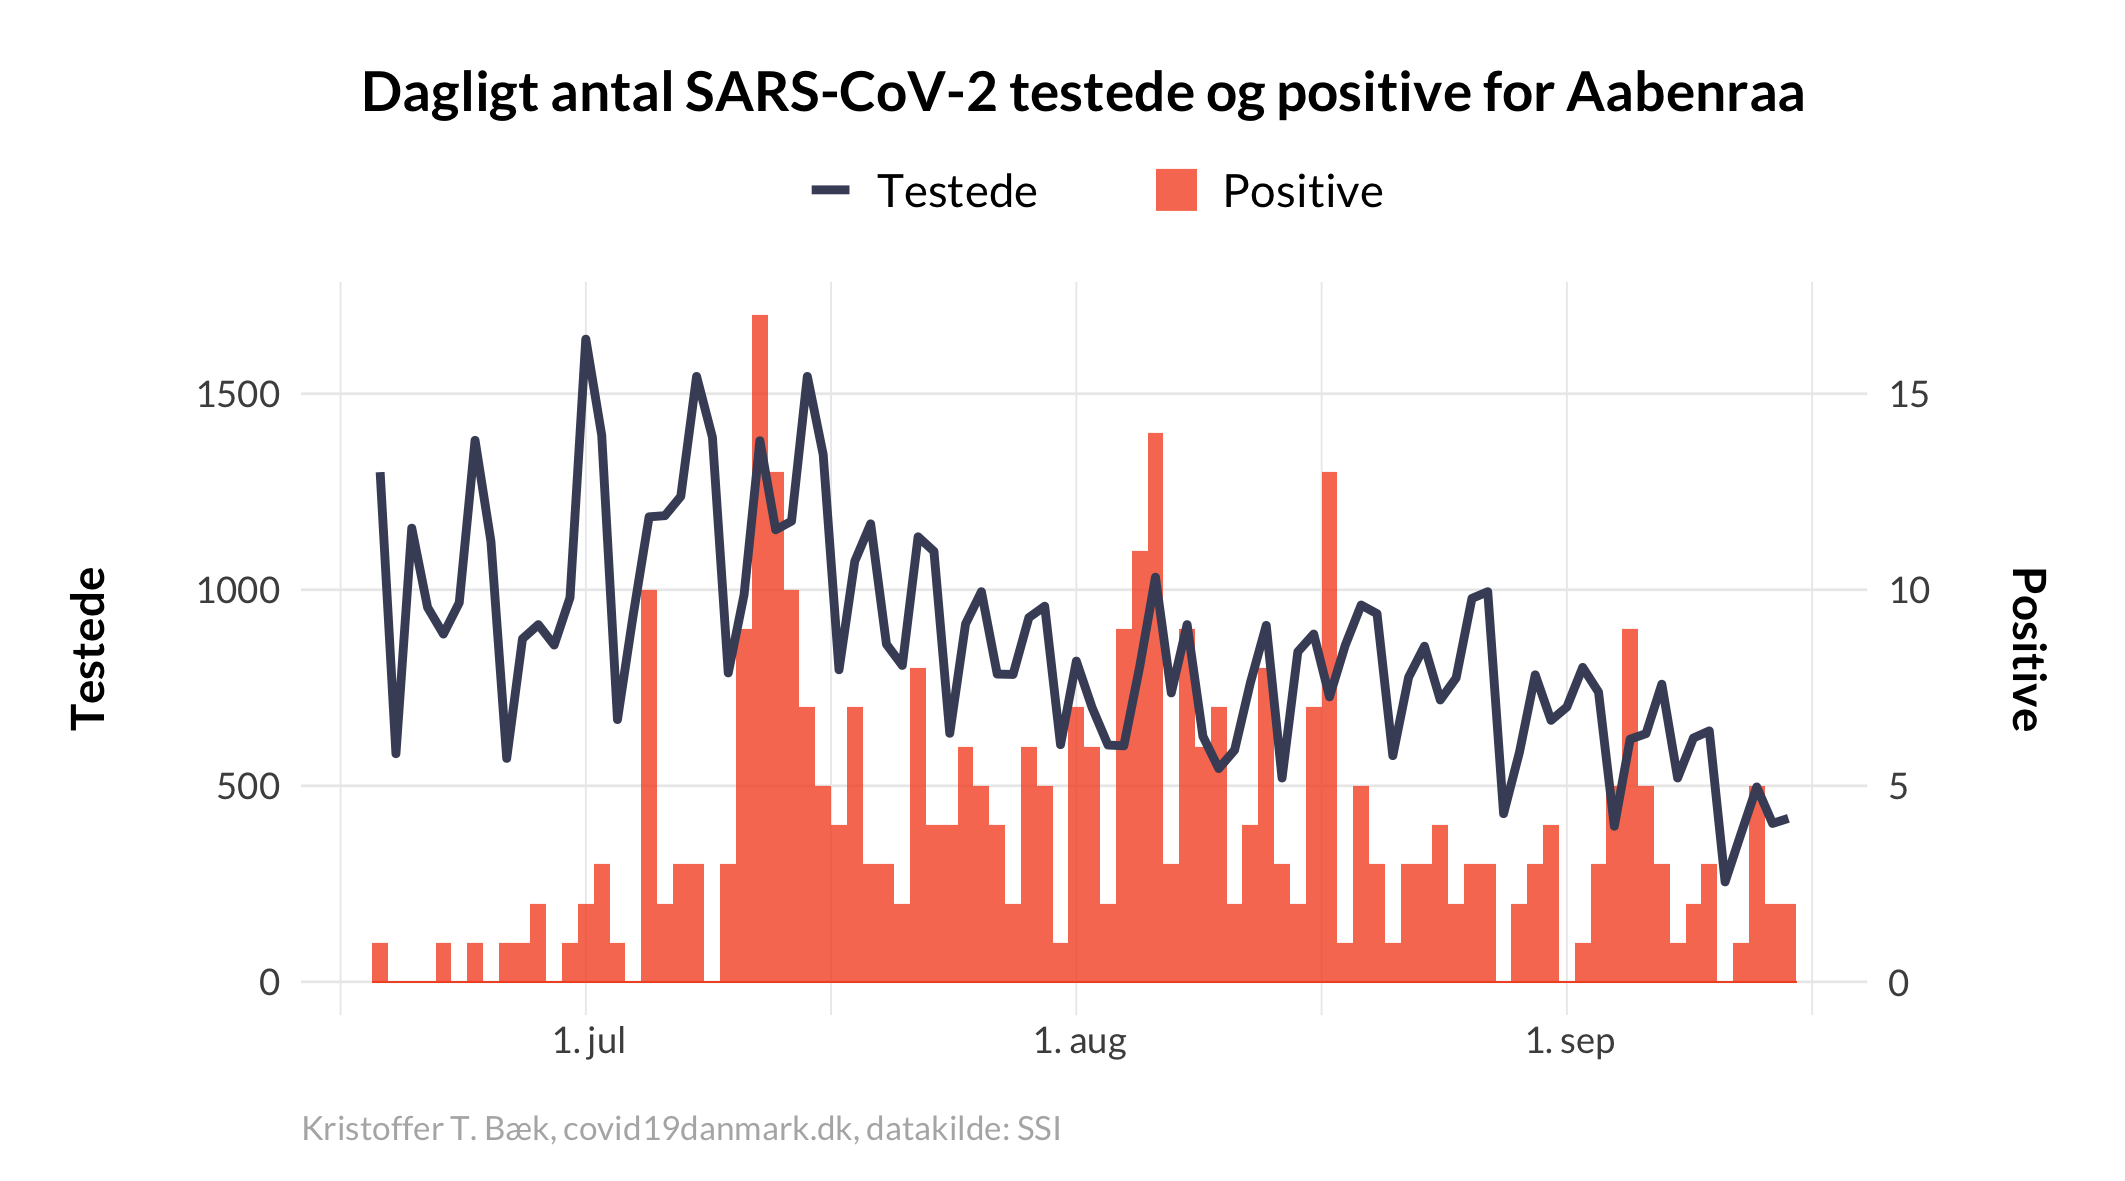 Dagligt antal SARS-CoV-2 testede og positive for Aabenraa
Testede
Positive
1500
1000
500
0
15
10
5
0
Testede
Positive
1. jul
1. aug
1. sep
Kristoffer T. Bæk, covid19danmark.dk, datakilde: SSI